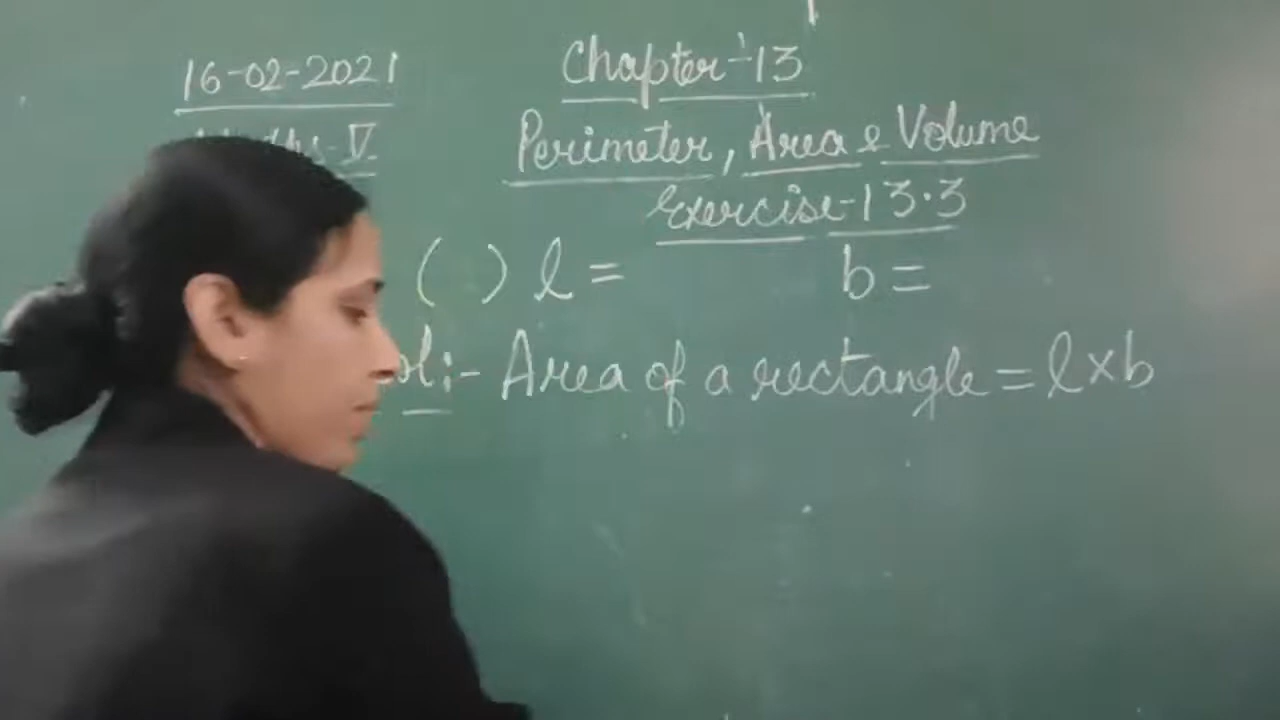 16-02-2021
Chapter-13
V
Perimeter, Area & Volume
Exercise-13.3
( ) l = b =
ol:- Area of a rectangle = l×b